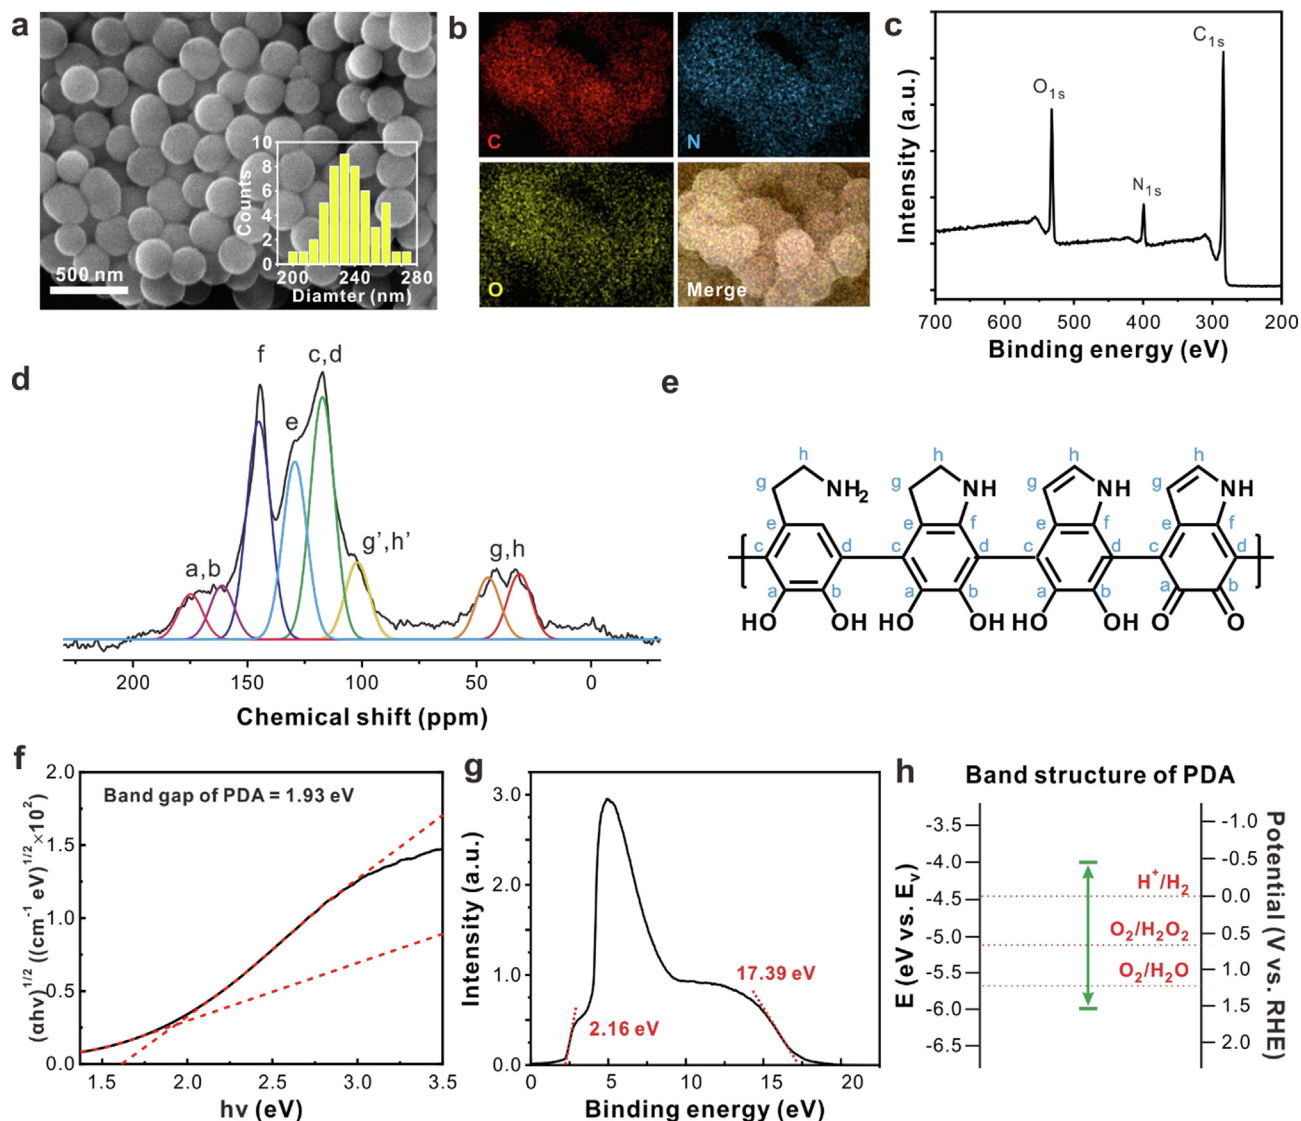 a
10
8
6
4
2
0
Counts
200 240 280
Diamter (nm)
500 nm
b
C
N
O
Merge
c
Intensity (a.u.)
C1s
O1s
N1s
700 600 500 400 300 200
Binding energy (eV)
d
f
c,d
e
g’,h’
a,b
g,h
200 150 100 50 0
Chemical shift (ppm)
e
h h h h
g NH2 g NH g NH g NH
e e f e f e f
c d c d c d c d
a b a b a b a b
HO OH HO OH HO OH O O
f
2.0
1.5
1.0
0.5
0.0
(αhν)1/2 ((cm-1 eV)1/2×102)
Band gap of PDA = 1.93 eV
1.5 2.0 2.5 3.0 3.5
hν (eV)
g
3.0
2.0
1.0
0.0
Intensity (a.u.)
17.39 eV
2.16 eV
0 5 10 15 20
Binding energy (eV)
h
Band structure of PDA
E (eV vs. Ev)
-3.5
-4.0
-4.5
-5.0
-5.5
-6.0
-6.5
H+/H2
O2/H2O2
O2/H2O
-1.0
-0.5
0.0
0.5
1.0
1.5
2.0
Potential (V vs. RHE)